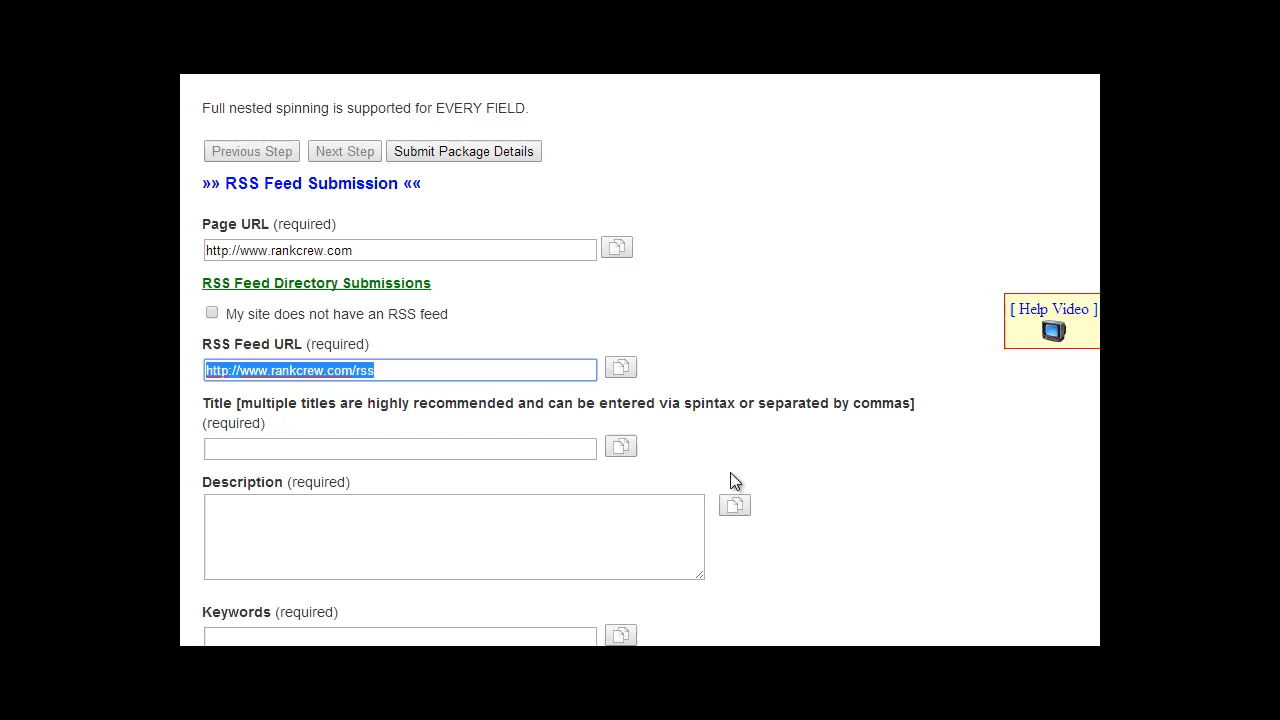 Full nested spinning is supported for EVERY FIELD.
Previous Step Next Step Submit Package Details
»» RSS Feed Submission ««
Page URL (required)
http://www.rankcrew.com
RSS Feed Directory Submissions
My site does not have an RSS feed
[ Help Video ]
RSS Feed URL (required)
http://www.rankcrew.com/rss
Title [multiple titles are highly recommended and can be entered via spintax or separated by commas]
(required)
Description (required)
Keywords (required)